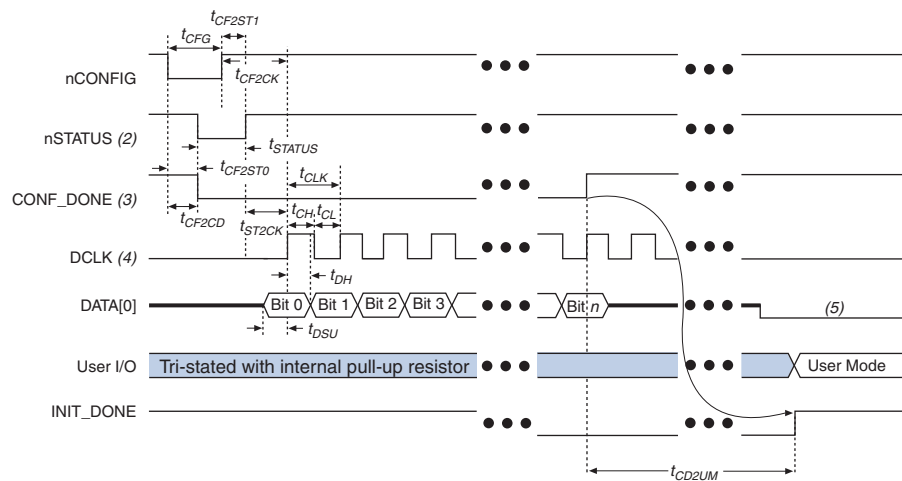 tCF2ST1
tCFG
nCONFIG
tCF2CK
nSTATUS (2)
tSTATUS
tCF2ST0
tCLK
CONF_DONE (3)
tCF2CD
tCH
tCL
tST2CK
DCLK (4)
tDH
DATA[0]
Bit 0
Bit 1
Bit 2
Bit 3
Bit n
(5)
tDSU
User I/O
Tri-stated with internal pull-up resistor
User Mode
INIT_DONE
tCD2UM